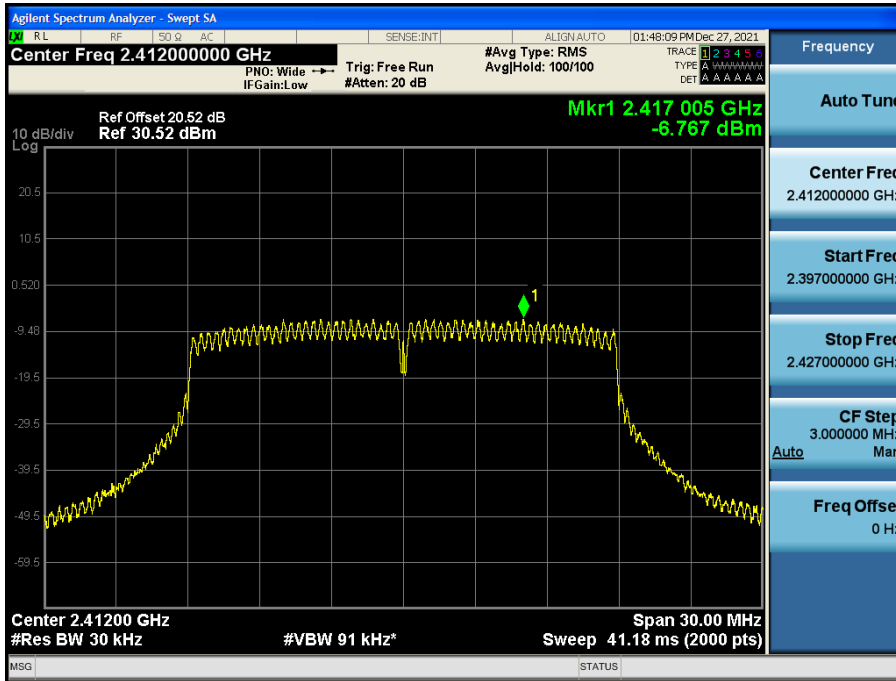 Agilent Spectrum Analyzer - Swept SA
LXI RL RF 50 Ω AC SENSE:INT ALIGN AUTO 01:48:09 PM Dec 27, 2021
Center Freq 2.412000000 GHz
PNO: Wide
IFGain:Low
Trig: Free Run
#Atten: 20 dB
#Avg Type: RMS
Avg|Hold: 100/100
TRACE 1 2 3 4 5 6
TYPE A WWWWW
DET A A A A A A
Frequency
Mkr1 2.417 005 GHz
-6.767 dBm
Ref Offset 20.52 dB
10 dB/div Ref 30.52 dBm
Log
20.5
10.5
0.520
-9.48
-19.5
-29.5
-39.5
-49.5
-59.5
1
Center 2.41200 GHz Span 30.00 MHz
#Res BW 30 kHz #VBW 91 kHz* Sweep 41.18 ms (2000 pts)
MSG STATUS
Auto Tune
Center Freq
2.412000000 GHz
Start Freq
2.397000000 GHz
Stop Freq
2.427000000 GHz
CF Step
3.000000 MHz
Auto Man
Freq Offset
0 Hz